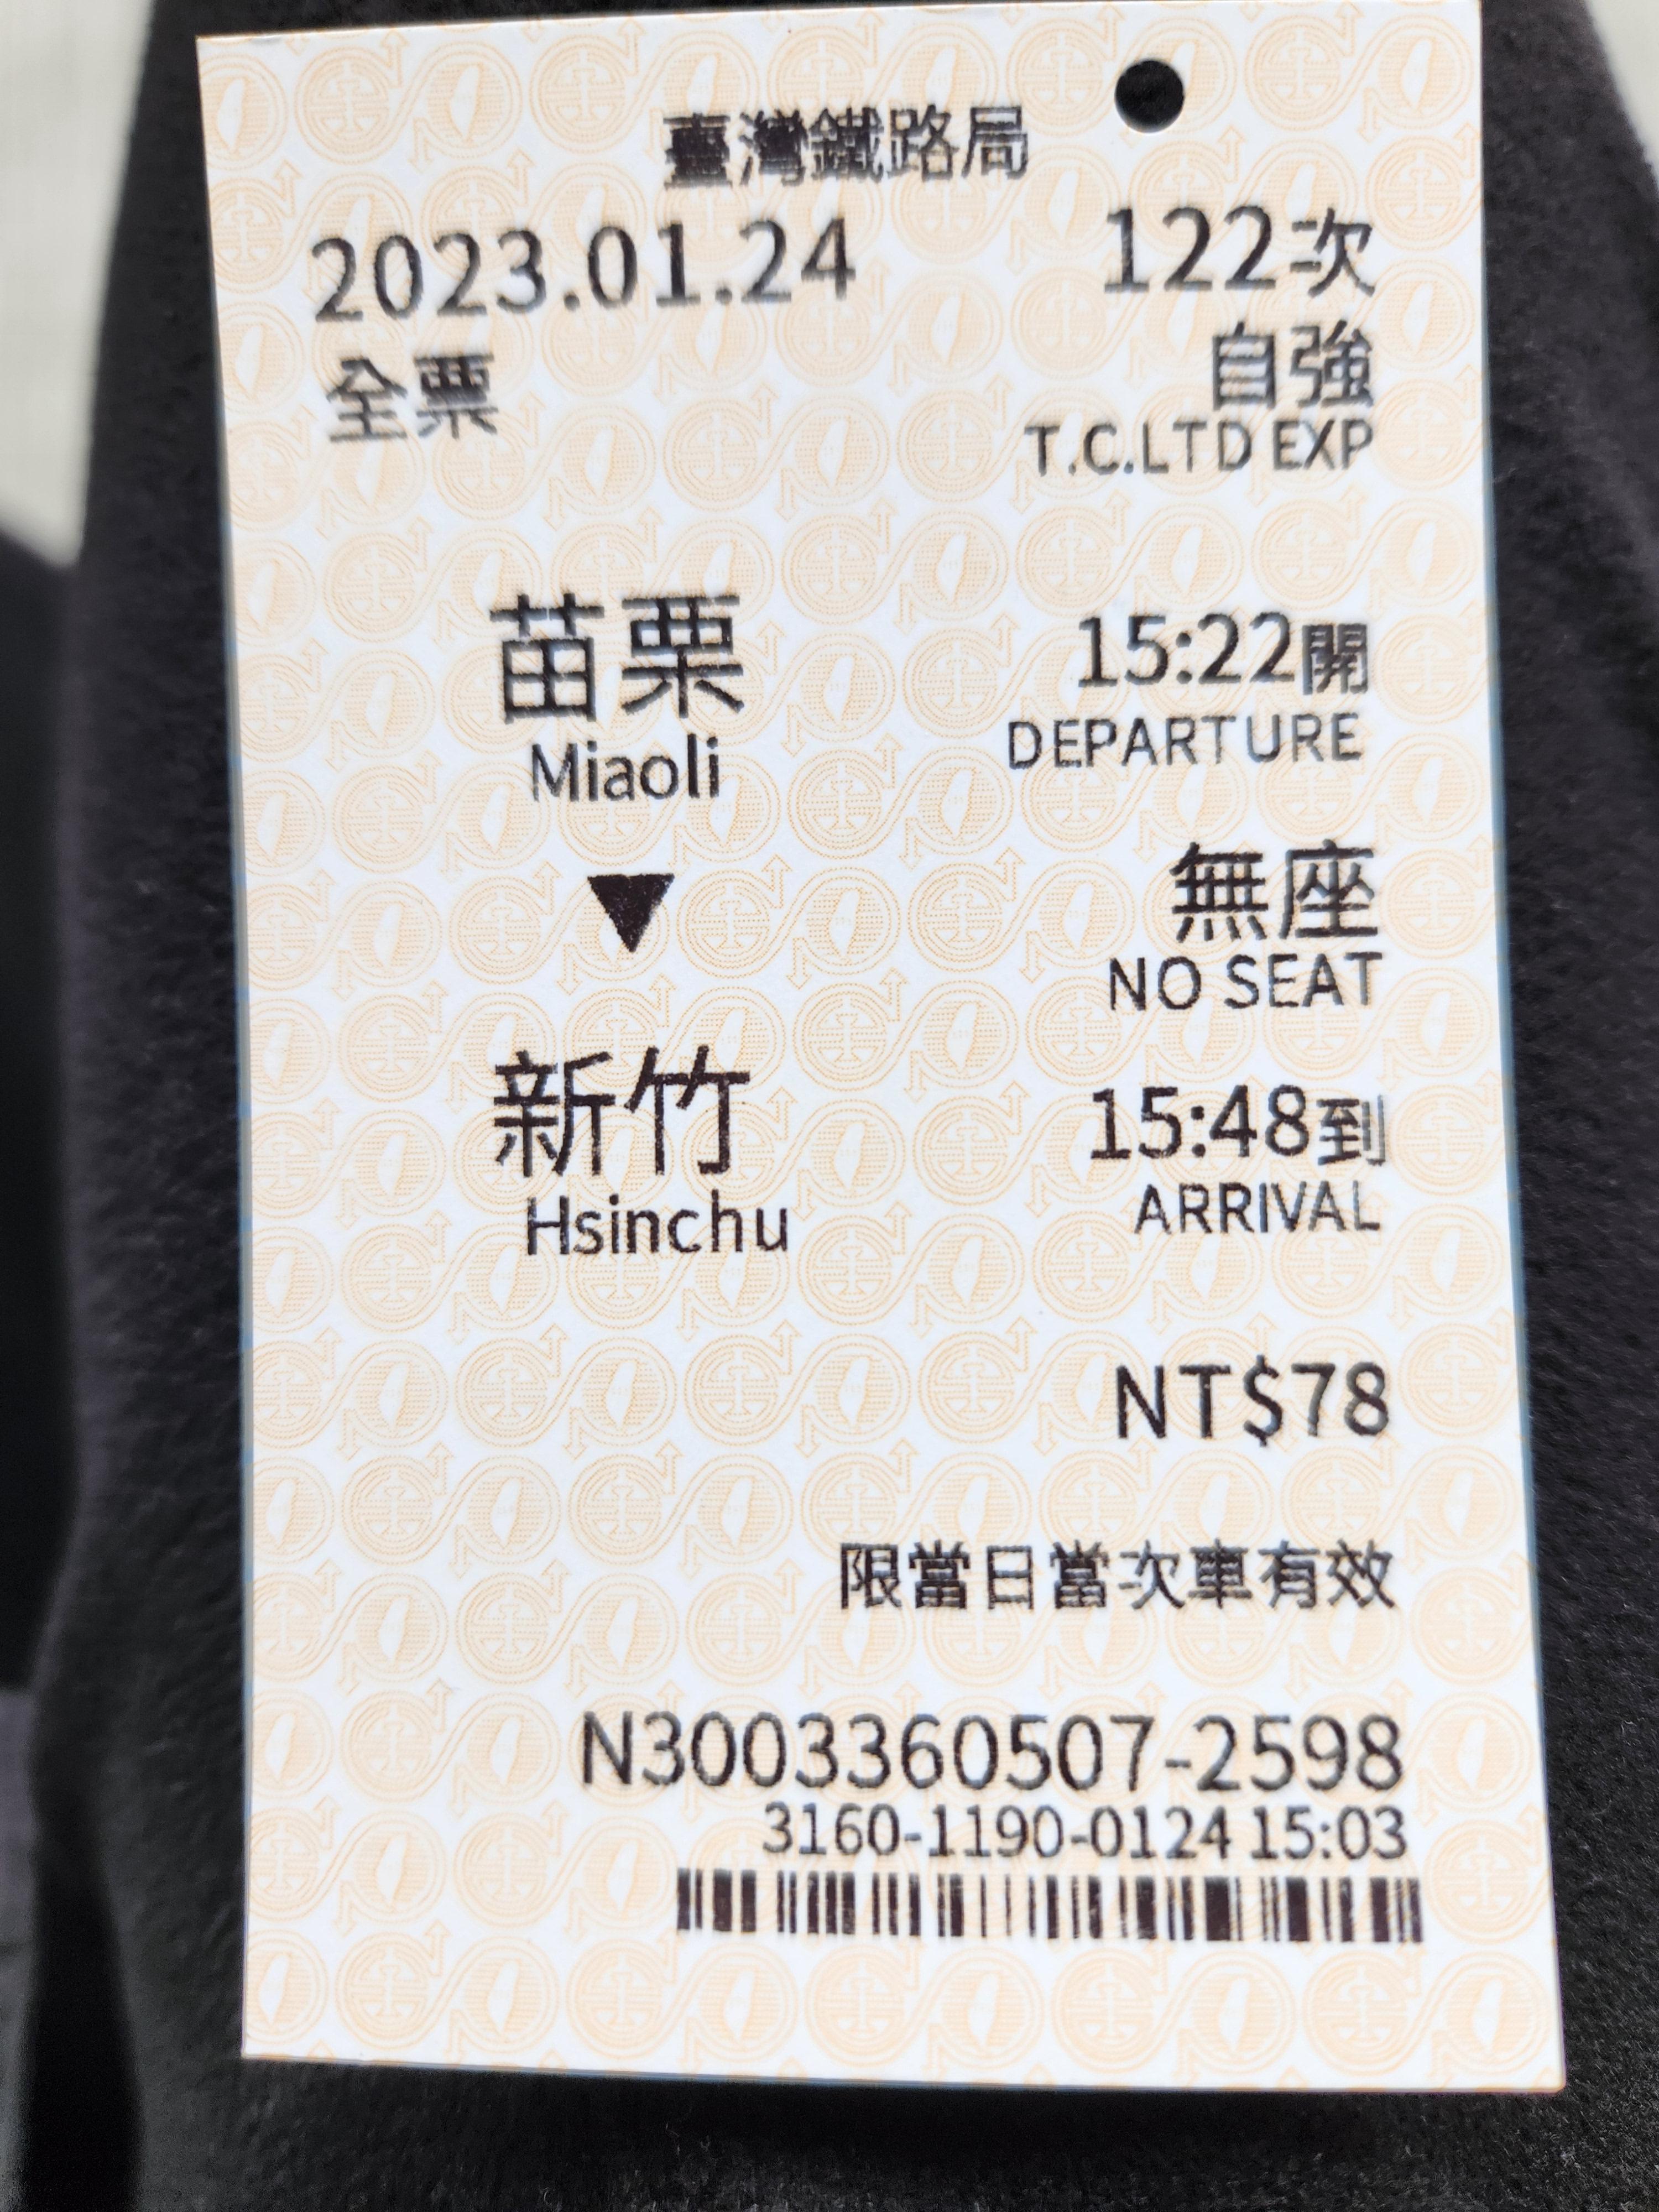 臺灣鐵路局
2023.01.24 122次
全票 自強
T.C.LTD EXP
苗栗 15:22開
Miaoli DEPARTURE
▼ 無座
NO SEAT
新竹 15:48到
Hsinchu ARRIVAL
NT$78
限當日當次車有效
N3003360507-2598
3160-1190-0124 15:03